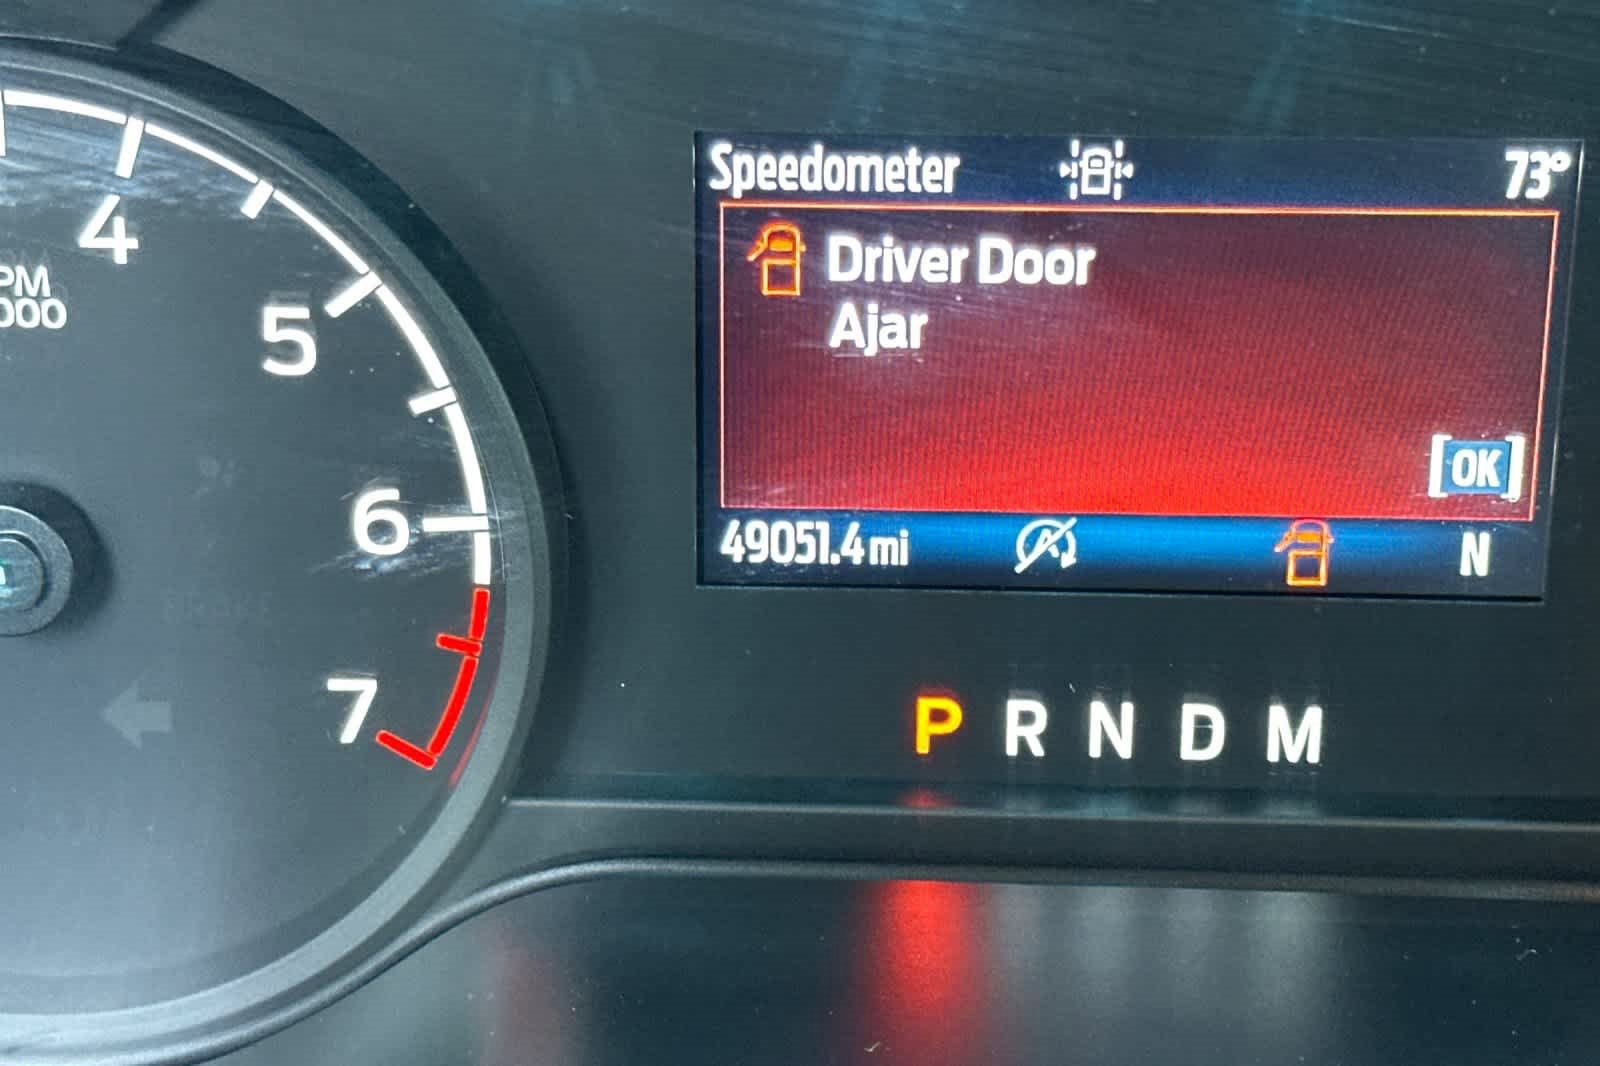 Speedometer 73°
Driver Door
Ajar
[OK]
49051.4 mi N
P R N D M
4
5
6
7
PM
000